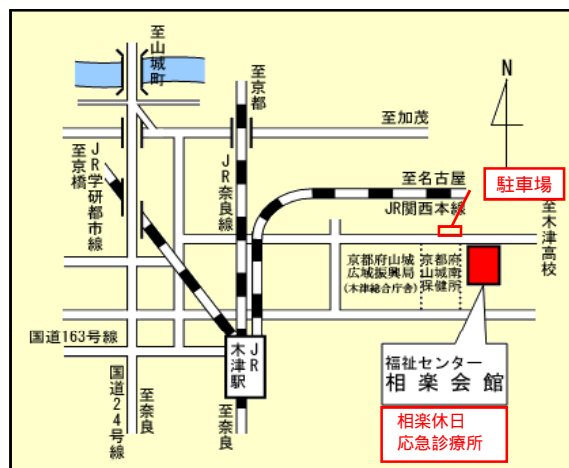 至山城町
至京都
N
至加茂
JR学研都市線
至京橋
JR奈良線
至名古屋
JR関西本線
駐車場
至木津高校
京都府山城
広域振興局
(木津総合庁舎)
京都府
山城南
保健所
国道163号線
JR
木津駅
福祉センター
相楽会館
国道24号線
至奈良
至奈良
相楽休日
応急診療所